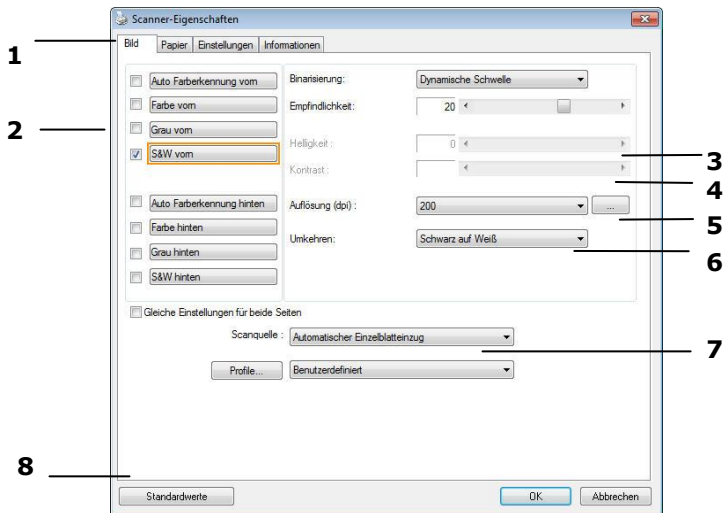 Scanner-Eigenschaften
1
Bild Papier Einstellungen Informationen
Auto Farberkennung vorn Binarisierung: Dynamische Schwelle
Farbe vorn Empfindlichkeit: 20
2
Grau vorn
S&W vorn Helligkeit : 0
3
Kontrast :
4
Auto Farberkennung hinten Auflösung (dpi) : 200 ...
5
Farbe hinten
Umkehren: Schwarz auf Weiß
6
Grau hinten
S&W hinten
Gleiche Einstellungen für beide Seiten
Scanquelle : Automatischer Einzelblatteinzug
7
Profile... Benutzerdefiniert
8
Standardwerte OK Abbrechen